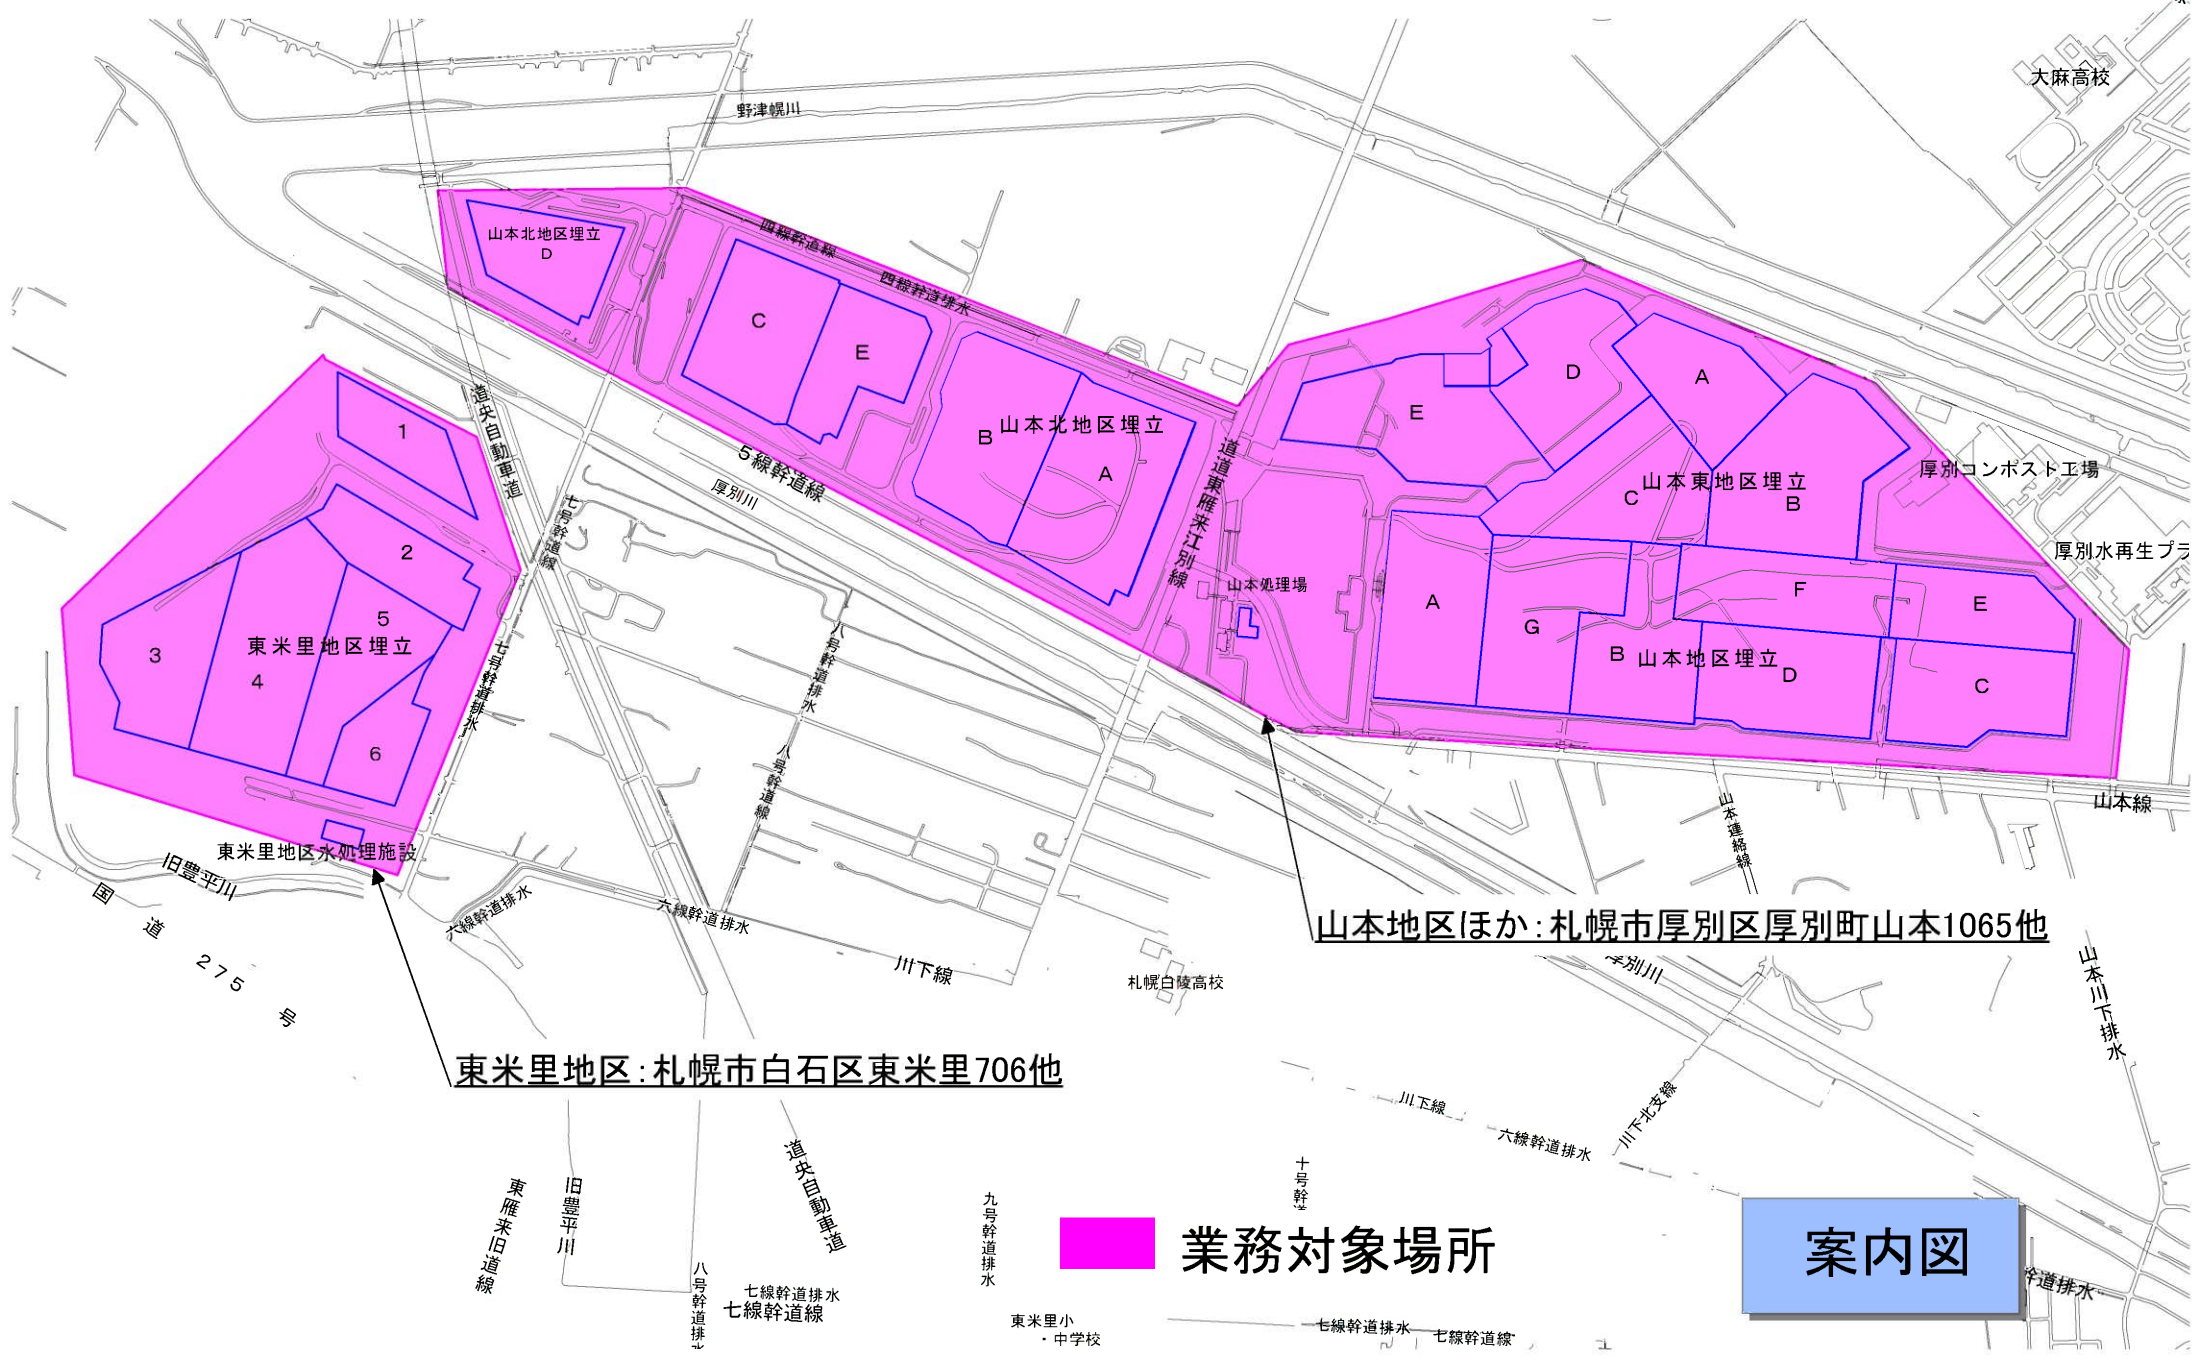 大麻高校
野津幌川
山本北地区埋立
D
四線幹道線
四線幹道排水
C
E
D
A
E
1
道央自動車道
B
山本北地区埋立
A
5線幹道線
厚別川
道道東雁来江別線
厚別コンポスト工場
C
山本東地区埋立
B
七号幹道線
2
厚別水再生プラ
山本処理場
F
A
E
5
G
東米里地区埋立
3
4
B
山本地区埋立
D
C
八号幹道排水
七号幹道排水
6
八号幹道線
山本線
山本連絡線
東米里地区水処理施設
旧豊平川
国道275号
六線幹道排水
六線幹道排水
川下線
札幌白陵高校
山本地区ほか:札幌市厚別区厚別町山本1065他
厚別川
山本川下排水
東米里地区:札幌市白石区東米里706他
川下線
六線幹道排水
川下北支線
道央自動車道
東雁来旧道線
旧豊平川
九号幹道排水
十号幹道
業務対象場所
案内図
幹道排水
八号幹道排水
七線幹道排水
七線幹道線
東米里小
・中学校
七線幹道排水
七線幹道線